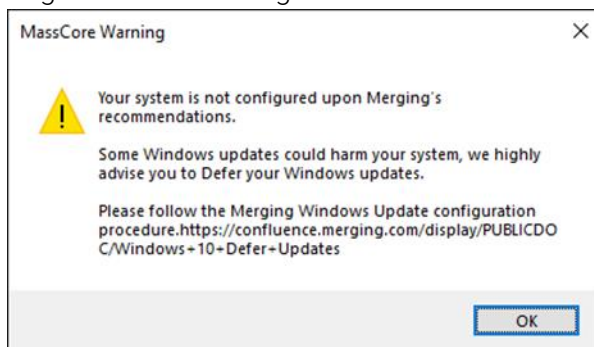 MassCore Warning
Your system is not configured upon Merging's
recommendations.
Some Windows updates could harm your system, we highly
advise you to Defer your Windows updates.
Please follow the Merging Windows Update configuration
procedure.https://confluence.merging.com/display/PUBLICDO
C/Windows+10+Defer+Updates
OK